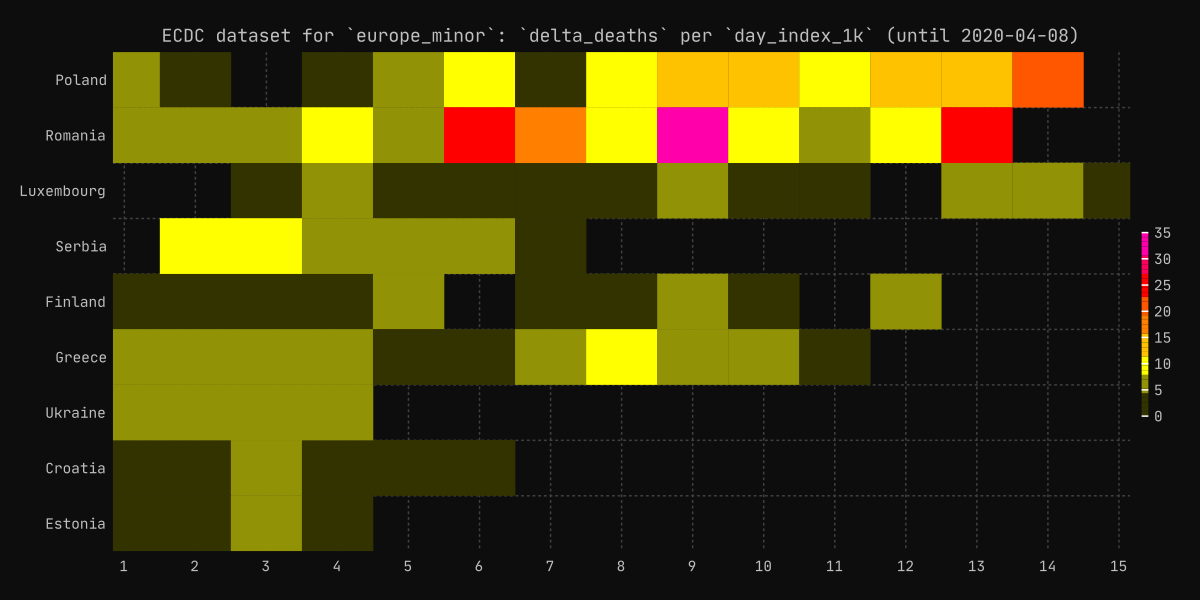 ECDC dataset for `europe_minor`: `delta_deaths` per `day_index_1k` (until 2020-04-08)
Poland
Romania
Luxembourg
Serbia
Finland
Greece
Ukraine
Croatia
Estonia
1 2 3 4 5 6 7 8 9 10 11 12 13 14 15
35
30
25
20
15
10
5
0